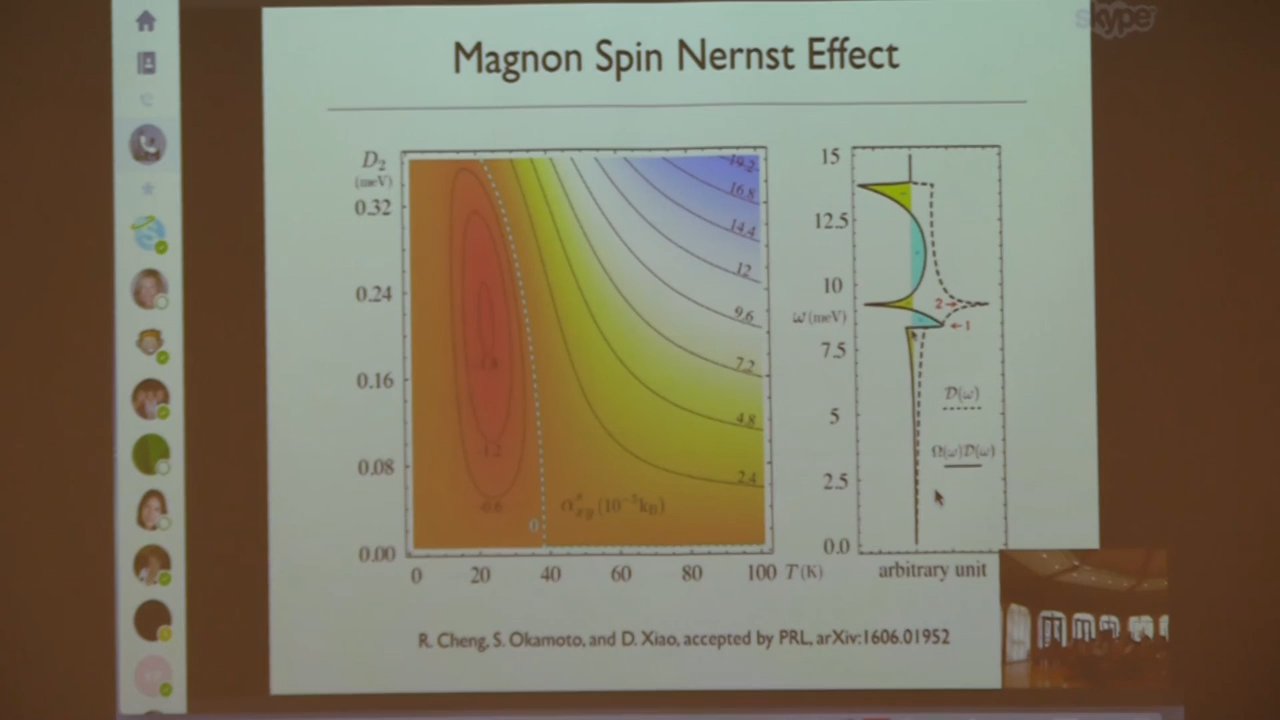 skype
Magnon Spin Nernst Effect
D₂
(meV)
0.32
0.24
0.16
0.08
0.00
0 20 40 60 80 100 T (K)
19.2
16.8
14.4
12
9.6
7.2
4.8
2.4
1.2
-0.6
0
αˢxy (10⁻³kB)
15
12.5
10
ω (meV)
7.5
5
2.5
0.0
2
1
D(ω)
Ω(ω)D(ω)
arbitrary unit
R. Cheng, S. Okamoto, and D. Xiao, accepted by PRL, arXiv:1606.01952